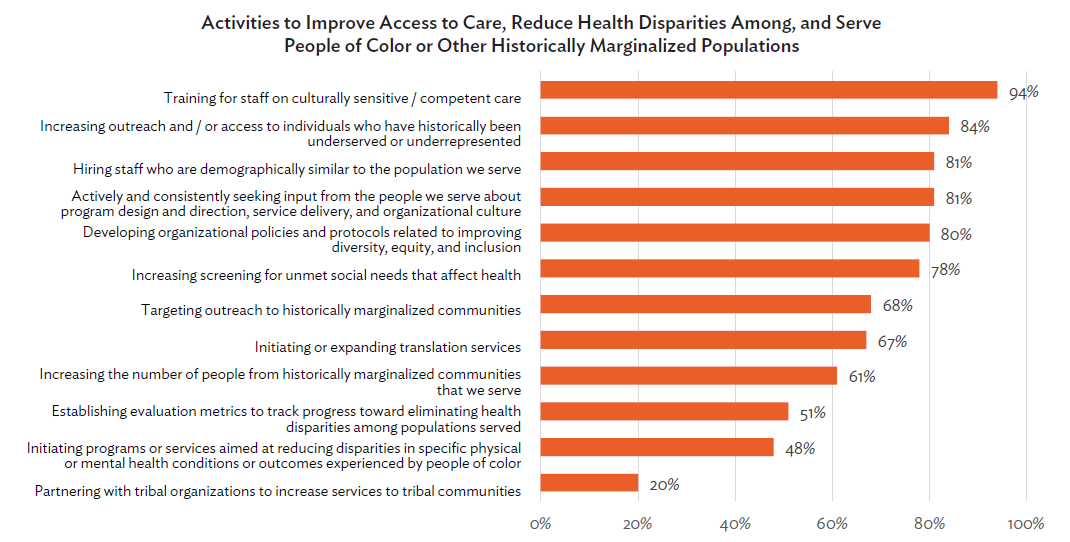 Activities to Improve Access to Care, Reduce Health Disparities Among, and Serve
People of Color or Other Historically Marginalized Populations
Training for staff on culturally sensitive / competent care
94%
Increasing outreach and / or access to individuals who have historically been
underserved or underrepresented
84%
Hiring staff who are demographically similar to the population we serve
81%
Actively and consistently seeking input from the people we serve about
program design and direction, service delivery, and organizational culture
81%
Developing organizational policies and protocols related to improving
diversity, equity, and inclusion
80%
Increasing screening for unmet social needs that affect health
78%
Targeting outreach to historically marginalized communities
68%
Initiating or expanding translation services
67%
Increasing the number of people from historically marginalized communities
that we serve
61%
Establishing evaluation metrics to track progress toward eliminating health
disparities among populations served
51%
Initiating programs or services aimed at reducing disparities in specific physical
or mental health conditions or outcomes experienced by people of color
48%
Partnering with tribal organizations to increase services to tribal communities
20%
0% 20% 40% 60% 80% 100%